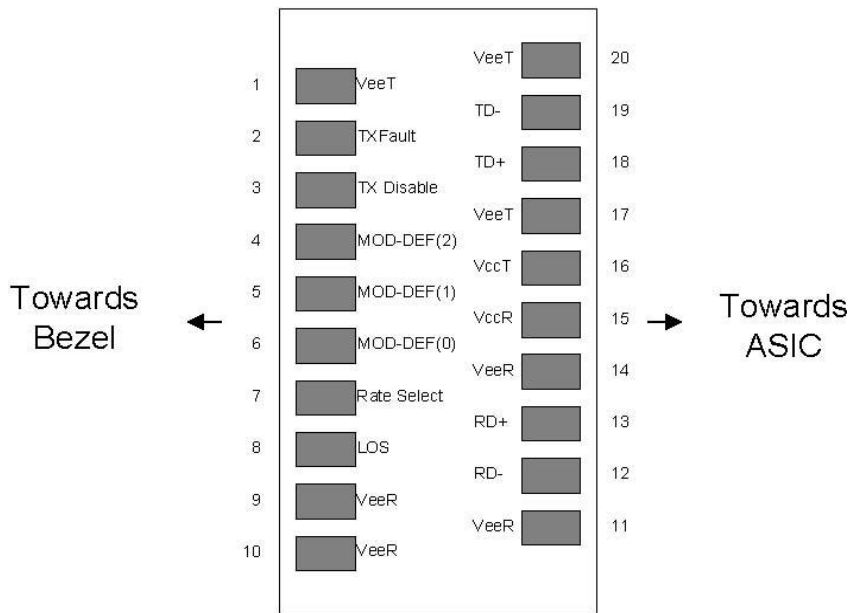 VeeT 20
1 VeeT
TD- 19
2 TXFault
TD+ 18
3 TX Disable
VeeT 17
4 MOD-DEF(2)
VccT 16
5 MOD-DEF(1)
Towards
Bezel
VccR 15
Towards
ASIC
6 MOD-DEF(0)
VeeR 14
7 Rate Select
RD+ 13
8 LOS
RD- 12
9 VeeR
VeeR 11
10 VeeR